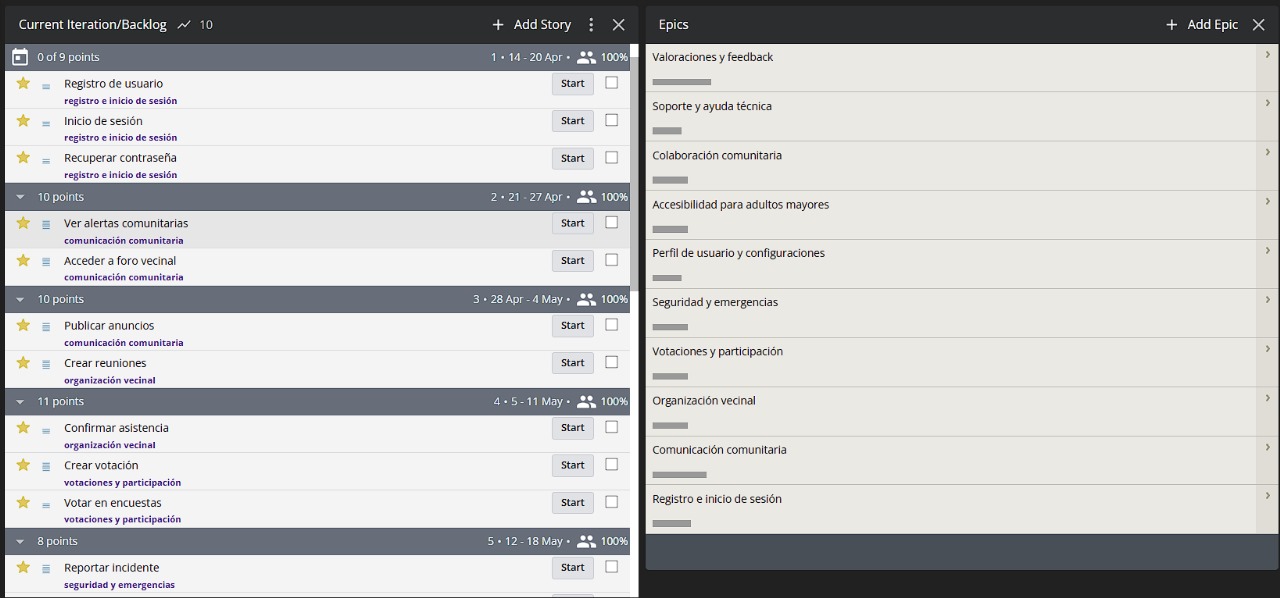 Current Iteration/Backlog 10 + Add Story
0 of 9 points 1 • 14 - 20 Apr • 100%
Registro de usuario Start
registro e inicio de sesión
Inicio de sesión Start
registro e inicio de sesión
Recuperar contraseña Start
registro e inicio de sesión
10 points 2 • 21 - 27 Apr • 100%
Ver alertas comunitarias Start
comunicación comunitaria
Acceder a foro vecinal Start
comunicación comunitaria
10 points 3 • 28 Apr - 4 May • 100%
Publicar anuncios Start
comunicación comunitaria
Crear reuniones Start
organización vecinal
11 points 4 • 5 - 11 May • 100%
Confirmar asistencia Start
organización vecinal
Crear votación Start
votaciones y participación
Votar en encuestas Start
votaciones y participación
8 points 5 • 12 - 18 May • 100%
Reportar incidente Start
seguridad y emergencias
Epics + Add Epic
Valoraciones y feedback
Soporte y ayuda técnica
Colaboración comunitaria
Accesibilidad para adultos mayores
Perfil de usuario y configuraciones
Seguridad y emergencias
Votaciones y participación
Organización vecinal
Comunicación comunitaria
Registro e inicio de sesión